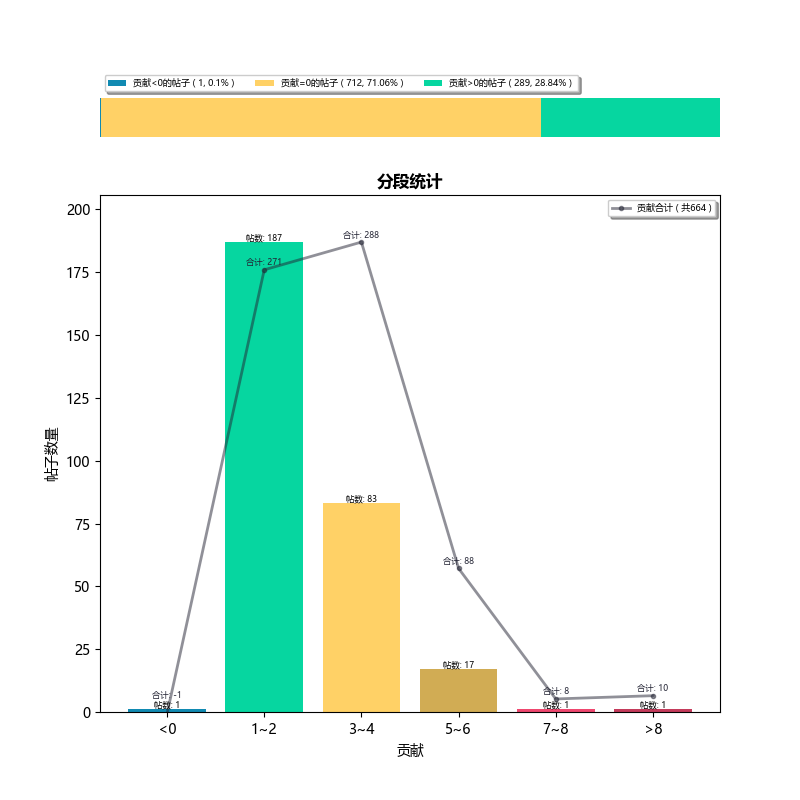 贡献<0的帖子 ( 1, 0.1% ) 贡献=0的帖子 ( 712, 71.06% ) 贡献>0的帖子 ( 289, 28.84% )
分段统计
贡献合计 ( 共664 )
200
175
150
125
100
75
50
25
0
帖子数量
合计: -1
帖数: 1
帖数: 187
合计: 271
合计: 288
帖数: 83
合计: 88
帖数: 17
合计: 8
帖数: 1
合计: 10
帖数: 1
<0 1~2 3~4 5~6 7~8 >8
贡献